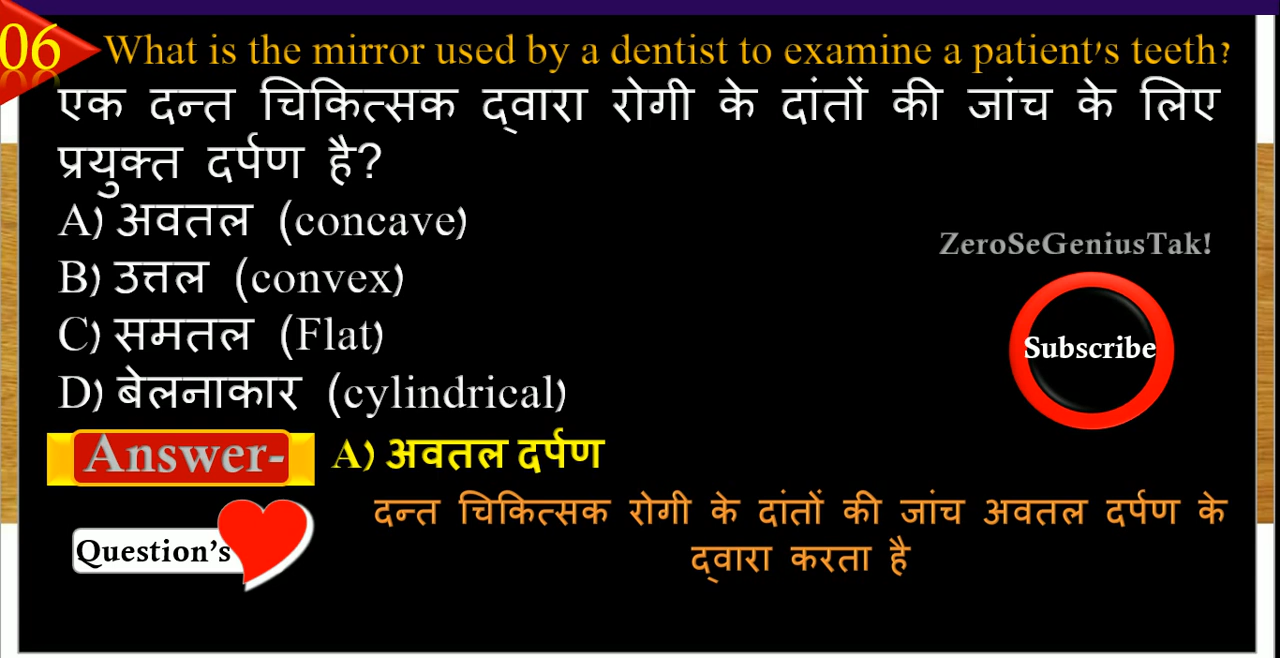 06
What is the mirror used by a dentist to examine a patient's teeth?
एक दन्त चिकित्सक द्वारा रोगी के दांतों की जांच के लिए
प्रयुक्त दर्पण है?
A) अवतल (concave)
B) उत्तल (convex)
C) समतल (Flat)
D) बेलनाकार (cylindrical)
ZeroSeGeniusTak!
Subscribe
Answer- A) अवतल दर्पण
दन्त चिकित्सक रोगी के दांतों की जांच अवतल दर्पण के
द्वारा करता है
Question's